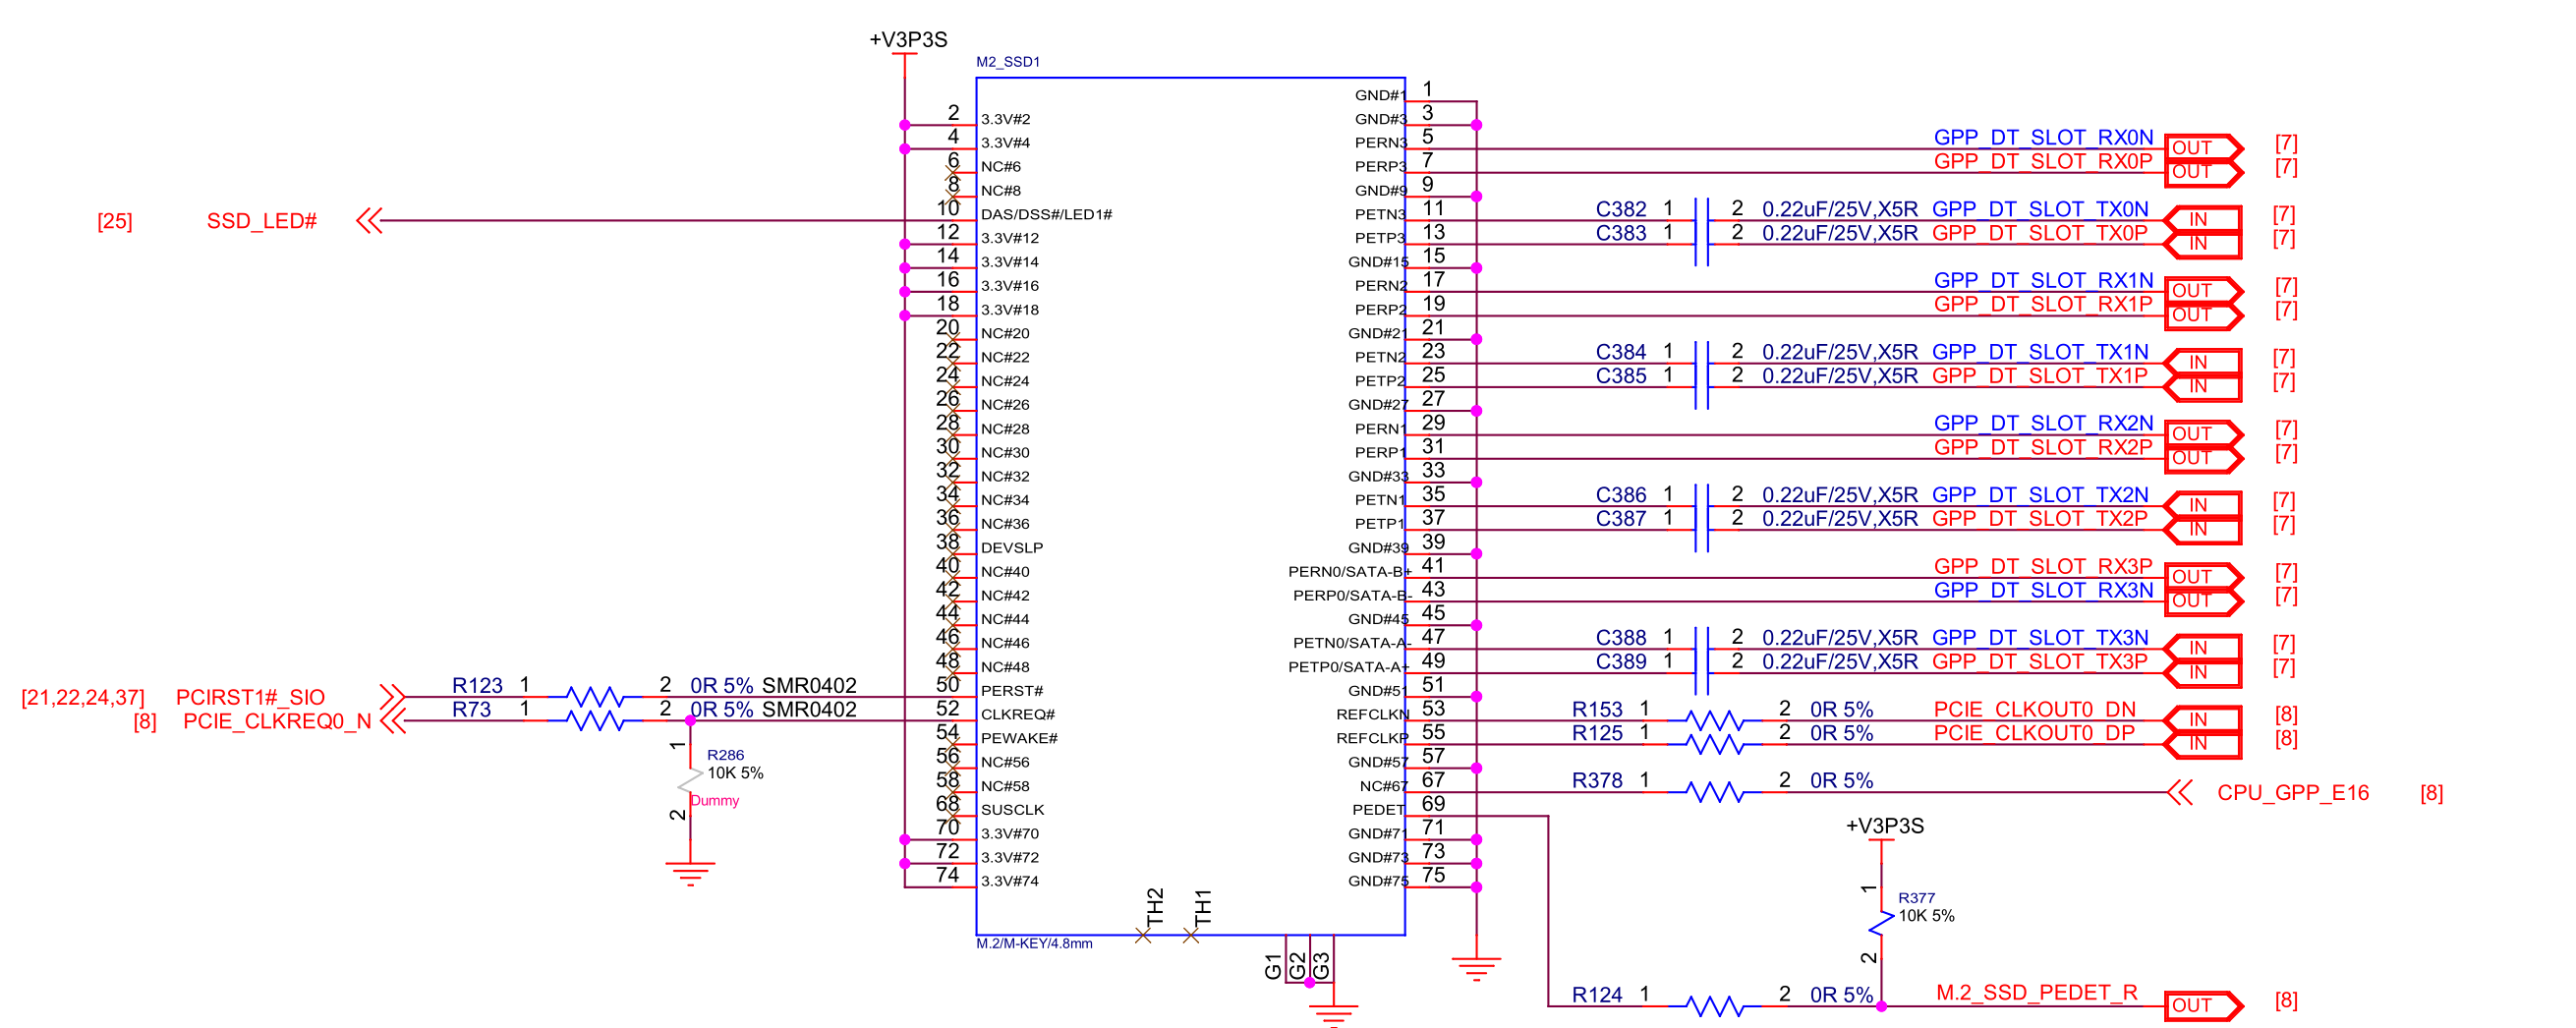 +V3P3S
M2_SSD1
2 3.3V#2
4 3.3V#4
6 NC#6
8 NC#8
[25] SSD_LED# 10 DAS/DSS#/LED1#
12 3.3V#12
14 3.3V#14
16 3.3V#16
18 3.3V#18
20 NC#20
22 NC#22
24 NC#24
26 NC#26
28 NC#28
30 NC#30
32 NC#32
34 NC#34
36 NC#36
38 DEVSLP
40 NC#40
42 NC#42
44 NC#44
46 NC#46
48 NC#48
[21,22,24,37] PCIRST1#_SIO R123 1 2 0R 5% SMR0402 50 PERST#
[8] PCIE_CLKREQ0_N R73 1 2 0R 5% SMR0402 52 CLKREQ#
54 PEWAKE#
56 NC#56
58 NC#58
68 SUSCLK
70 3.3V#70
72 3.3V#72
74 3.3V#74
1
R286
10K 5%
Dummy
2
GND#1 1
GND#3 3
PERN3 5 GPP_DT_SLOT_RX0N OUT [7]
PERP3 7 GPP_DT_SLOT_RX0P OUT [7]
GND#9 9
PETN3 11 C382 1 2 0.22uF/25V,X5R GPP_DT_SLOT_TX0N IN [7]
PETP3 13 C383 1 2 0.22uF/25V,X5R GPP_DT_SLOT_TX0P IN [7]
GND#15 15
PERN2 17 GPP_DT_SLOT_RX1N OUT [7]
PERP2 19 GPP_DT_SLOT_RX1P OUT [7]
GND#21 21
PETN2 23 C384 1 2 0.22uF/25V,X5R GPP_DT_SLOT_TX1N IN [7]
PETP2 25 C385 1 2 0.22uF/25V,X5R GPP_DT_SLOT_TX1P IN [7]
GND#27 27
PERN1 29 GPP_DT_SLOT_RX2N OUT [7]
PERP1 31 GPP_DT_SLOT_RX2P OUT [7]
GND#33 33
PETN1 35 C386 1 2 0.22uF/25V,X5R GPP_DT_SLOT_TX2N IN [7]
PETP1 37 C387 1 2 0.22uF/25V,X5R GPP_DT_SLOT_TX2P IN [7]
GND#39 39
PERN0/SATA-B+ 41 GPP_DT_SLOT_RX3P OUT [7]
PERP0/SATA-B- 43 GPP_DT_SLOT_RX3N OUT [7]
GND#45 45
PETN0/SATA-A- 47 C388 1 2 0.22uF/25V,X5R GPP_DT_SLOT_TX3N IN [7]
PETP0/SATA-A+ 49 C389 1 2 0.22uF/25V,X5R GPP_DT_SLOT_TX3P IN [7]
GND#51 51
REFCLKN 53 R153 1 2 0R 5% PCIE_CLKOUT0_DN IN [8]
REFCLKP 55 R125 1 2 0R 5% PCIE_CLKOUT0_DP IN [8]
GND#57 57
NC#67 67 R378 1 2 0R 5% CPU_GPP_E16 [8]
PEDET 69
GND#71 71
GND#73 73
GND#75 75
TH2 TH1
M.2/M-KEY/4.8mm
G1 G2 G3
+V3P3S
1
R377
10K 5%
2
R124 1 2 0R 5% M.2_SSD_PEDET_R OUT [8]